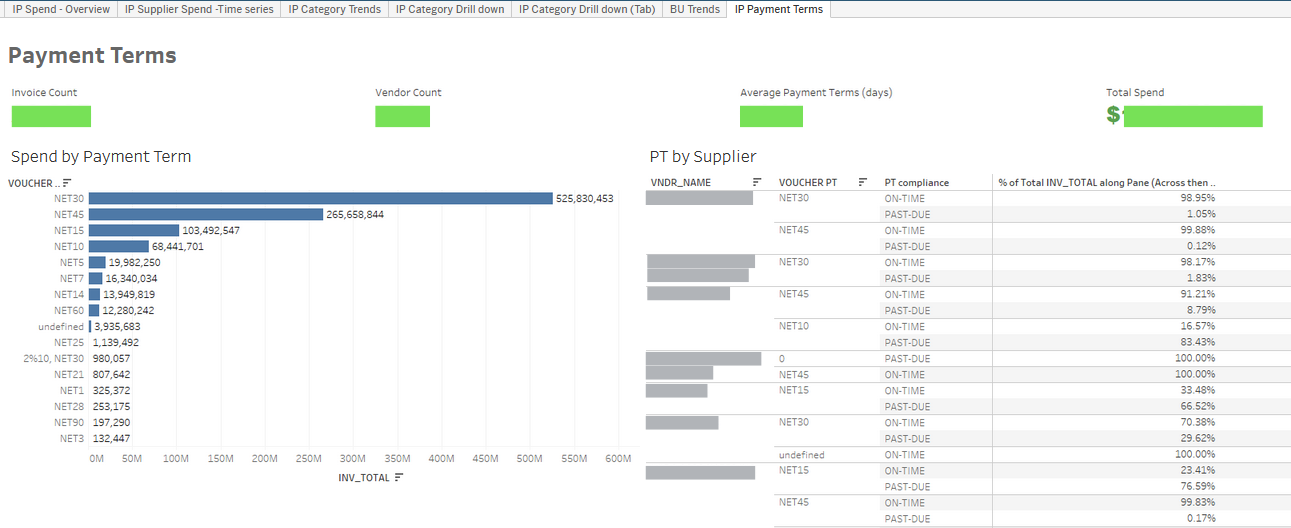 IP Spend - Overview IP Supplier Spend -Time series IP Category Trends IP Category Drill down IP Category Drill down (Tab) BU Trends IP Payment Terms
Payment Terms
Invoice Count Vendor Count Average Payment Terms (days) Total Spend
$
Spend by Payment Term
VOUCHER ..
NET30 525,830,453
NET45 265,658,844
NET15 103,492,547
NET10 68,441,701
NET5 19,982,250
NET7 16,340,034
NET14 13,949,819
NET60 12,280,242
undefined 3,935,683
NET25 1,139,492
2%10, NET30 980,057
NET21 807,642
NET1 325,372
NET28 253,175
NET90 197,290
NET3 132,447
0M 50M 100M 150M 200M 250M 300M 350M 400M 450M 500M 550M 600M
INV_TOTAL
PT by Supplier
VNDR_NAME VOUCHER PT PT compliance % of Total INV_TOTAL along Pane (Across then ..
NET30 ON-TIME 98.95%
PAST-DUE 1.05%
NET45 ON-TIME 99.88%
PAST-DUE 0.12%
NET30 ON-TIME 98.17%
PAST-DUE 1.83%
NET45 ON-TIME 91.21%
PAST-DUE 8.79%
NET10 ON-TIME 16.57%
PAST-DUE 83.43%
0 PAST-DUE 100.00%
NET45 ON-TIME 100.00%
NET15 ON-TIME 33.48%
PAST-DUE 66.52%
NET30 ON-TIME 70.38%
PAST-DUE 29.62%
undefined ON-TIME 100.00%
NET15 ON-TIME 23.41%
PAST-DUE 76.59%
NET45 ON-TIME 99.83%
PAST-DUE 0.17%